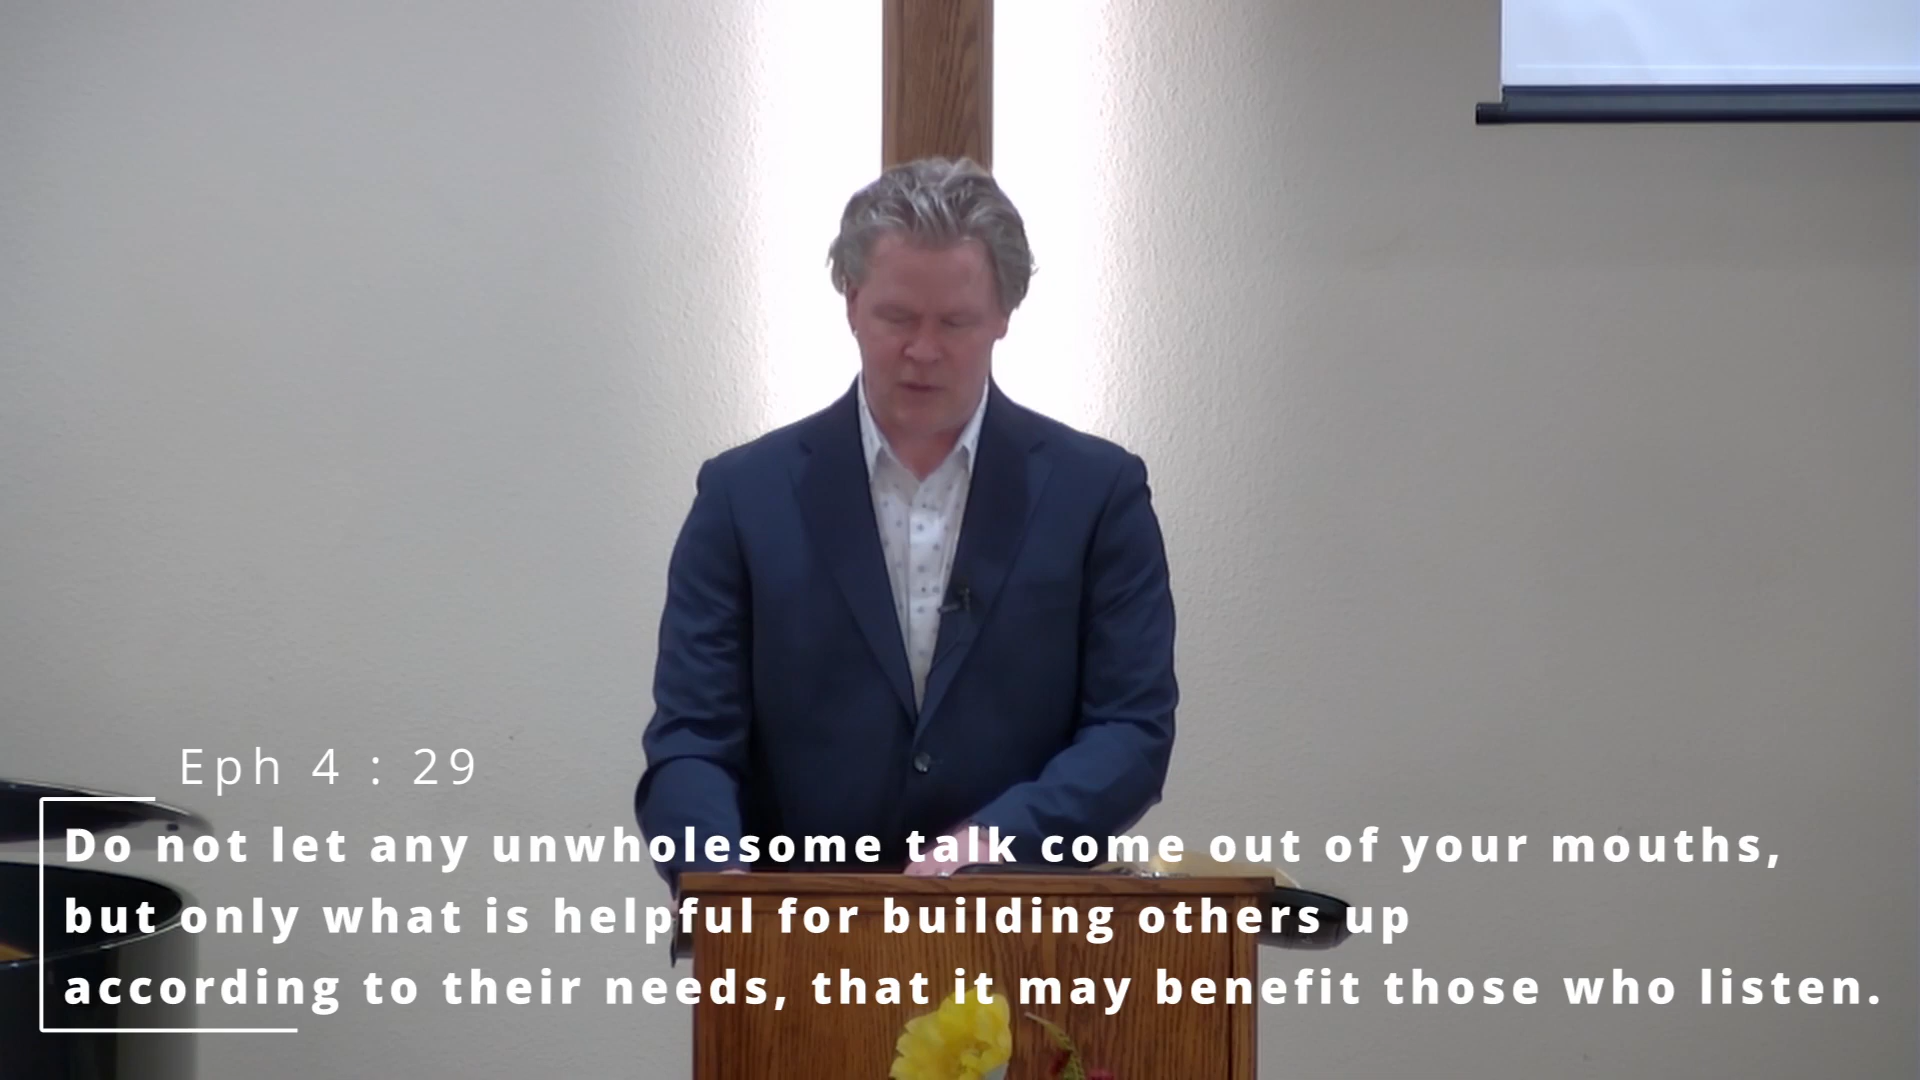 Eph 4 : 29
Do not let any unwholesome talk come out of your mouths,
but only what is helpful for building others up
according to their needs, that it may benefit those who listen.